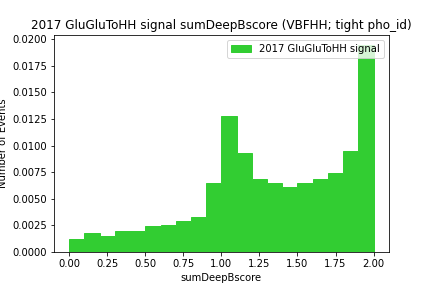 2017 GluGluToHH signal sumDeepBscore (VBFHH; tight pho_id)
2017 GluGluToHH signal
0.0200
0.0175
0.0150
0.0125
0.0100
0.0075
0.0050
0.0025
0.0000
Number of Events
0.00 0.25 0.50 0.75 1.00 1.25 1.50 1.75 2.00
sumDeepBscore